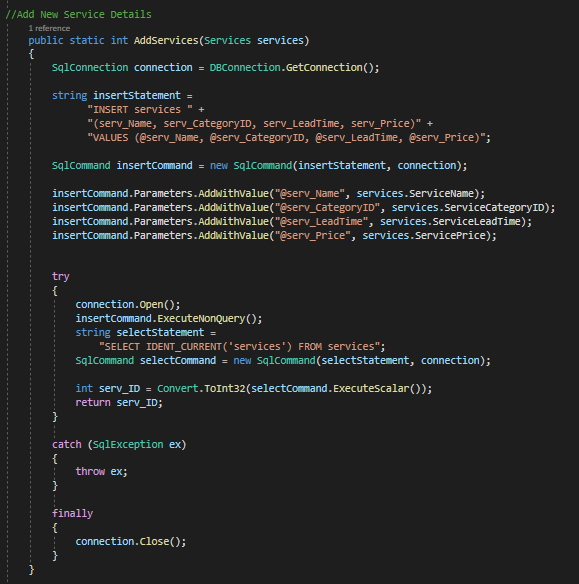 //Add New Service Details
1 reference
public static int AddServices(Services services)
{
SqlConnection connection = DBConnection.GetConnection();
string insertStatement =
"INSERT services " +
"(serv_Name, serv_CategoryID, serv_LeadTime, serv_Price)" +
"VALUES (@serv_Name, @serv_CategoryID, @serv_LeadTime, @serv_Price)";
SqlCommand insertCommand = new SqlCommand(insertStatement, connection);
insertCommand.Parameters.AddWithValue("@serv_Name", services.ServiceName);
insertCommand.Parameters.AddWithValue("@serv_CategoryID", services.ServiceCategoryID);
insertCommand.Parameters.AddWithValue("@serv_LeadTime", services.ServiceLeadTime);
insertCommand.Parameters.AddWithValue("@serv_Price", services.ServicePrice);
try
{
connection.Open();
insertCommand.ExecuteNonQuery();
string selectStatement =
"SELECT IDENT_CURRENT('services') FROM services";
SqlCommand selectCommand = new SqlCommand(selectStatement, connection);
int serv_ID = Convert.ToInt32(selectCommand.ExecuteScalar());
return serv_ID;
}
catch (SqlException ex)
{
throw ex;
}
finally
{
connection.Close();
}
}